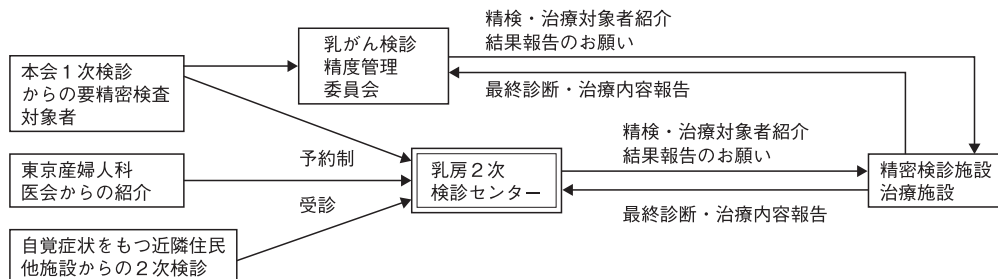 精検・治療対象者紹介
結果報告のお願い
乳がん検診
精度管理
委員会
本会１次検診
からの要精密検査
対象者
最終診断・治療内容報告
精検・治療対象者紹介
結果報告のお願い
予約制
東京産婦人科
医会からの紹介
乳房２次
検診センター
精密検診施設
治療施設
受診
最終診断・治療内容報告
自覚症状をもつ近隣住民
他施設からの２次検診